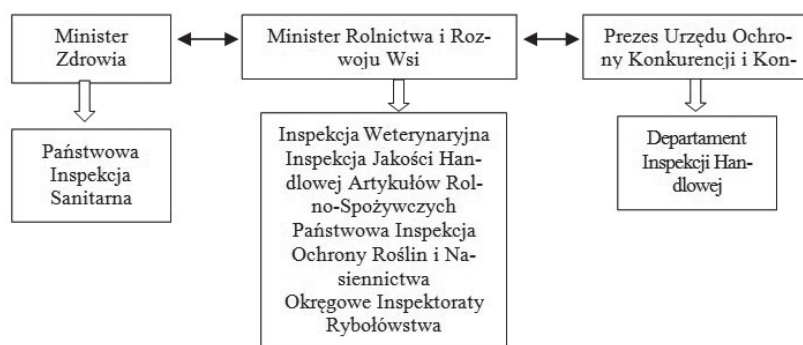 Minister
Zdrowia
Minister Rolnictwa i Roz-
woju Wsi
Prezes Urzędu Ochro-
ny Konkurencji i Kon-
Państwowa
Inspekcja
Sanitarna
Inspekcja Weterynaryjna
Inspekcja Jakości Han-
dlowej Artykułów Rol-
no-Spożywczych
Państwowa Inspekcja
Ochrony Roślin i Na-
siennictwa
Okręgowe Inspektoraty
Rybołówstwa
Departament
Inspekcji Han-
dlowej